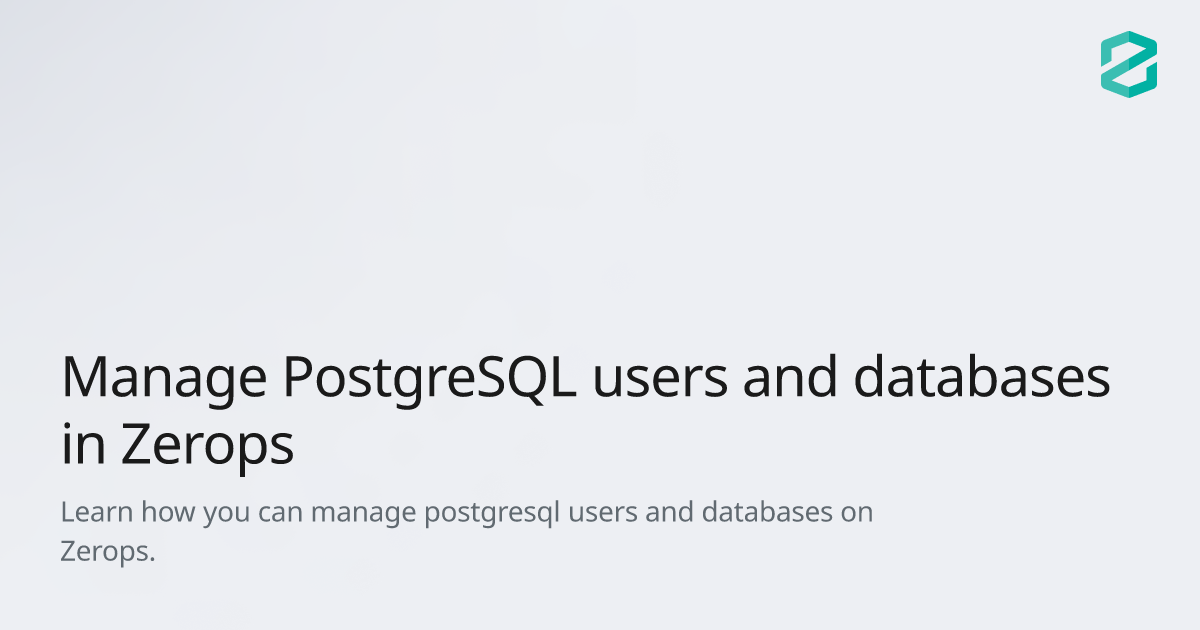 Manage PostgreSQL users and databases
in Zerops
Learn how you can manage postgresql users and databases on
Zerops.